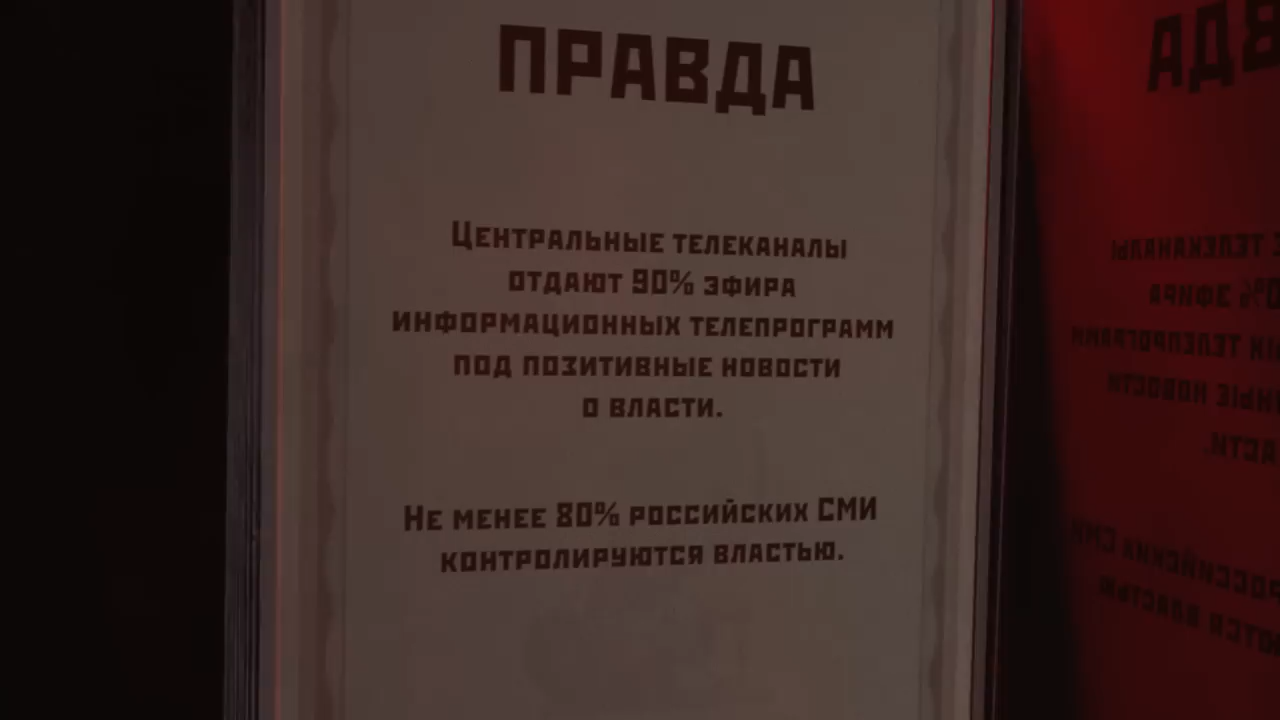 ПРАВДА
Центральные телеканалы
отдают 90% эфира
информационных телепрограмм
под позитивные новости
о власти.
Не менее 80% российских СМИ
контролируются властью.